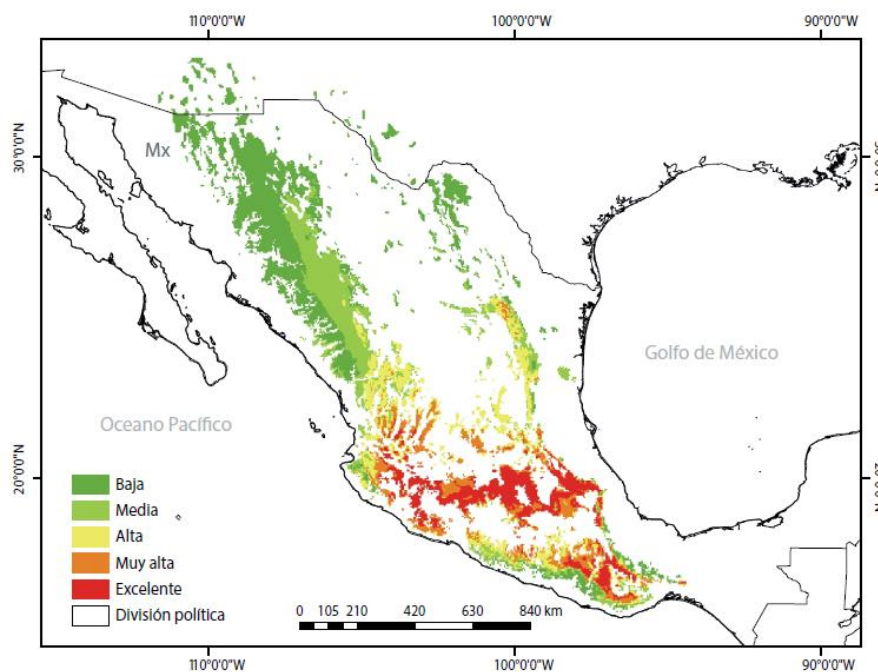 110°0'0"W 100°0'0"W 90°0'0"W
30°0'0"N
Mx
Golfo de México
Oceano Pacífico
20°0'0"N
Baja
Media
Alta
Muy alta
Excelente
División política
0 105 210 420 630 840 km
110°0'0"W 100°0'0"W 90°0'0"W